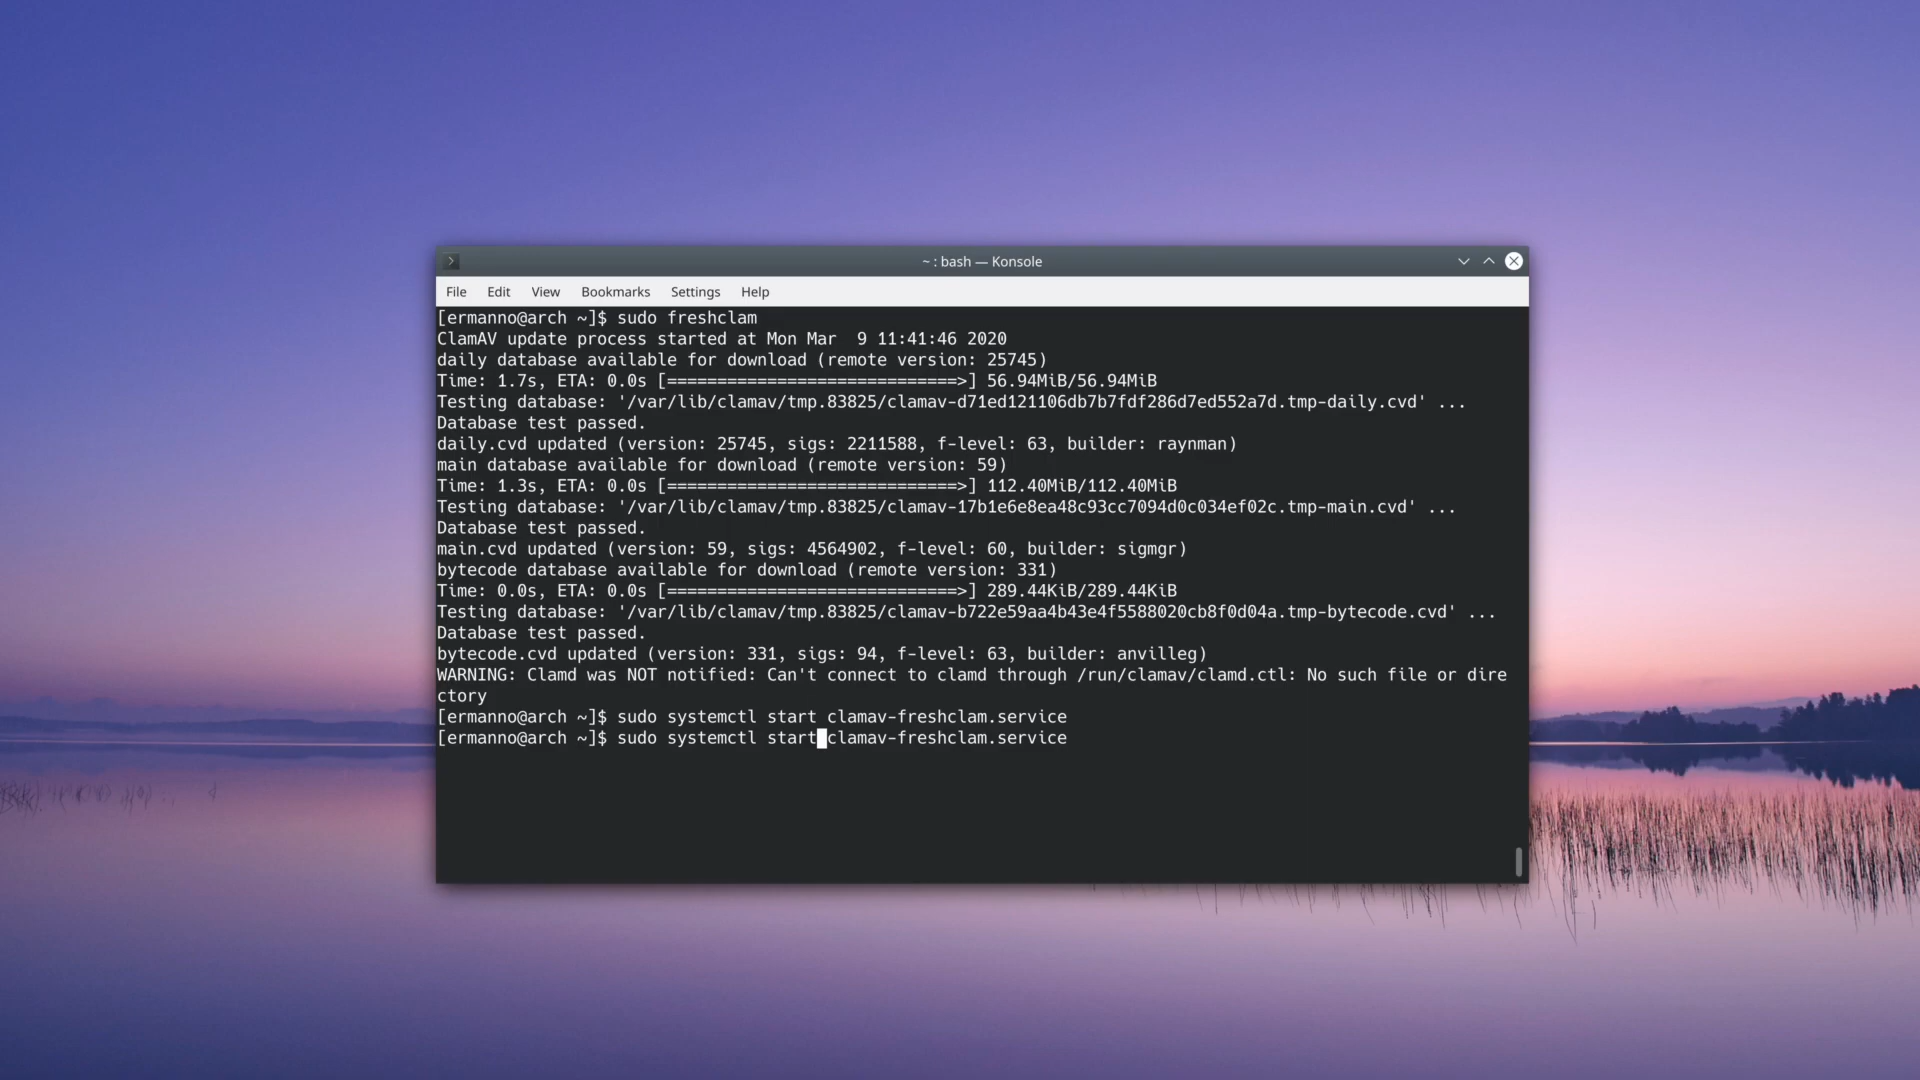 ~ : bash — Konsole
File Edit View Bookmarks Settings Help
[ermanno@arch ~]$ sudo freshclam
ClamAV update process started at Mon Mar  9 11:41:46 2020
daily database available for download (remote version: 25745)
Time: 1.7s, ETA: 0.0s [=============================>] 56.94MiB/56.94MiB
Testing database: '/var/lib/clamav/tmp.83825/clamav-d71ed121106db7b7fdf286d7ed552a7d.tmp-daily.cvd' ...
Database test passed.
daily.cvd updated (version: 25745, sigs: 2211588, f-level: 63, builder: raynman)
main database available for download (remote version: 59)
Time: 1.3s, ETA: 0.0s [=============================>] 112.40MiB/112.40MiB
Testing database: '/var/lib/clamav/tmp.83825/clamav-17b1e6e8ea48c93cc7094d0c034ef02c.tmp-main.cvd' ...
Database test passed.
main.cvd updated (version: 59, sigs: 4564902, f-level: 60, builder: sigmgr)
bytecode database available for download (remote version: 331)
Time: 0.0s, ETA: 0.0s [=============================>] 289.44KiB/289.44KiB
Testing database: '/var/lib/clamav/tmp.83825/clamav-b722e59aa4b43e4f5588020cb8f0d04a.tmp-bytecode.cvd' ...
Database test passed.
bytecode.cvd updated (version: 331, sigs: 94, f-level: 63, builder: anvilleg)
WARNING: Clamd was NOT notified: Can't connect to clamd through /run/clamav/clamd.ctl: No such file or dire
ctory
[ermanno@arch ~]$ sudo systemctl start clamav-freshclam.service
[ermanno@arch ~]$ sudo systemctl start clamav-freshclam.service